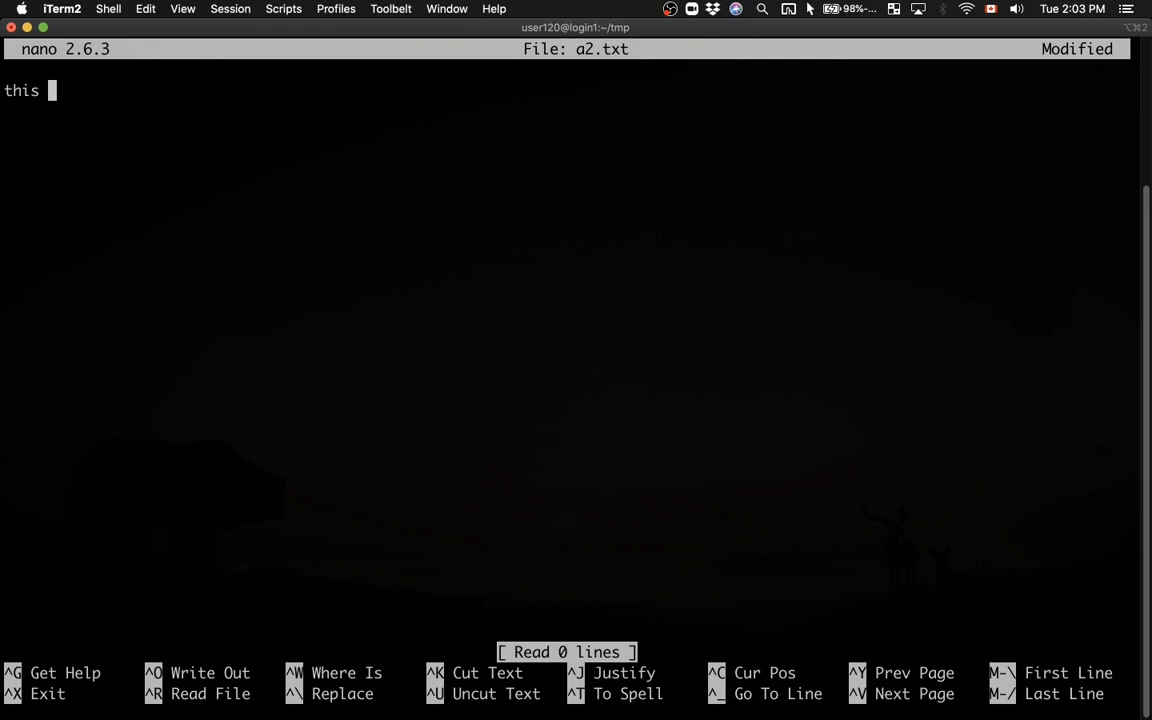 iTerm2 Shell Edit View Session Scripts Profiles Toolbelt Window Help 98%-... Tue 2:03 PM
user120@login1:~/tmp ⌥⌘2
nano 2.6.3 File: a2.txt Modified
this
[ Read 0 lines ]
^G Get Help ^O Write Out ^W Where Is ^K Cut Text ^J Justify ^C Cur Pos ^Y Prev Page M-\ First Line
^X Exit ^R Read File ^\ Replace ^U Uncut Text ^T To Spell ^_ Go To Line ^V Next Page M-/ Last Line